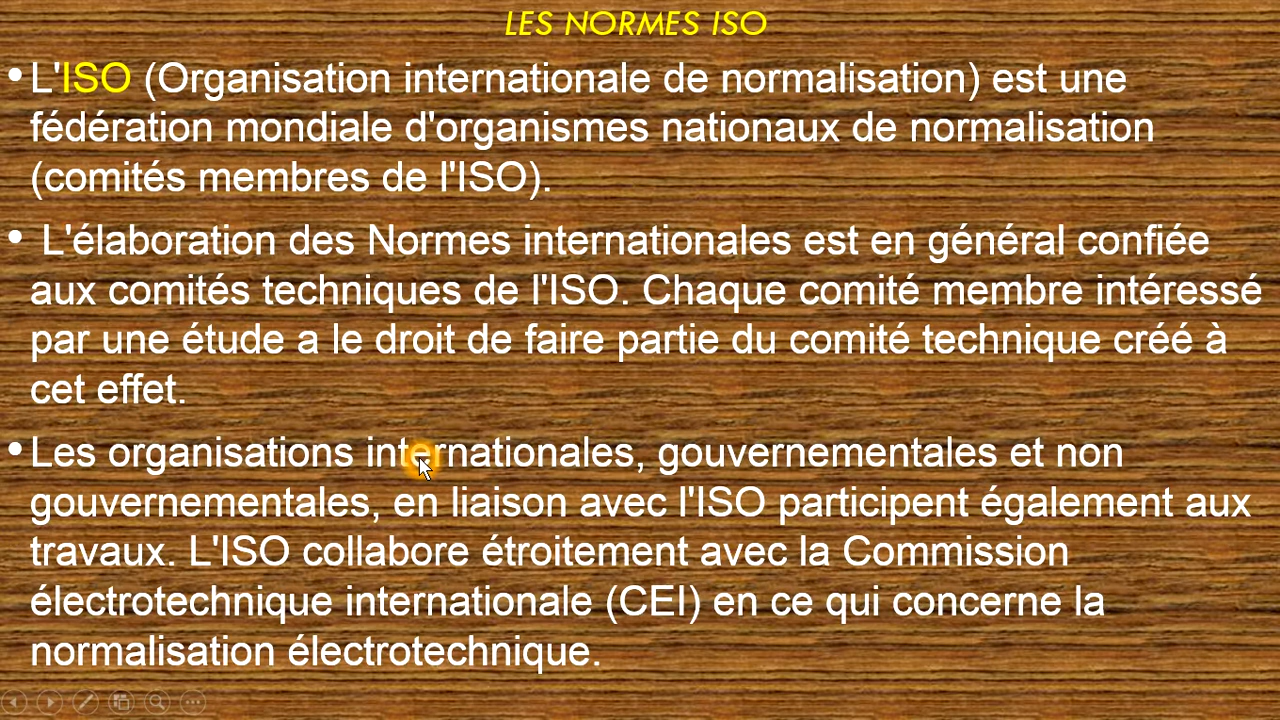 LES NORMES ISO
• L'ISO (Organisation internationale de normalisation) est une
fédération mondiale d'organismes nationaux de normalisation
(comités membres de l'ISO).
• L'élaboration des Normes internationales est en général confiée
aux comités techniques de l'ISO. Chaque comité membre intéressé
par une étude a le droit de faire partie du comité technique créé à
cet effet.
• Les organisations internationales, gouvernementales et non
gouvernementales, en liaison avec l'ISO participent également aux
travaux. L'ISO collabore étroitement avec la Commission
électrotechnique internationale (CEI) en ce qui concerne la
normalisation électrotechnique.